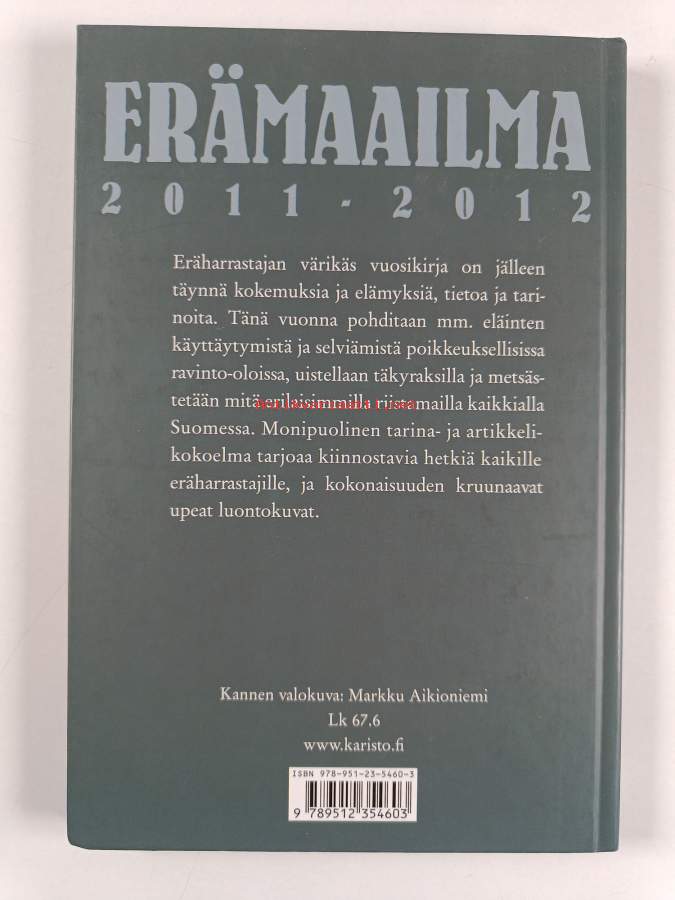 ERÄMAAILMA
2011-2012
Eräharrastajan värikäs vuosikirja on jälleen
täynnä kokemuksia ja elämyksiä, tietoa ja tari-
noita. Tänä vuonna pohditaan mm. eläinten
käyttäytymistä ja selviämistä poikkeuksellisissa
ravinto-oloissa, uistellaan täkyraksilla ja metsäs-
tetään mitä erilaisimmilla riistamailla kaikkialla
Suomessa. Monipuolinen tarina- ja artikkeli-
kokoelma tarjoaa kiinnostavia hetkiä kaikille
eräharrastajille, ja kokonaisuuden kruunaavat
upeat luontokuvat.
Kannen valokuva: Markku Aikioniemi
Lk 67.6
www.karisto.fi
ISBN 978-951-23-5460-3
9 789512 354603